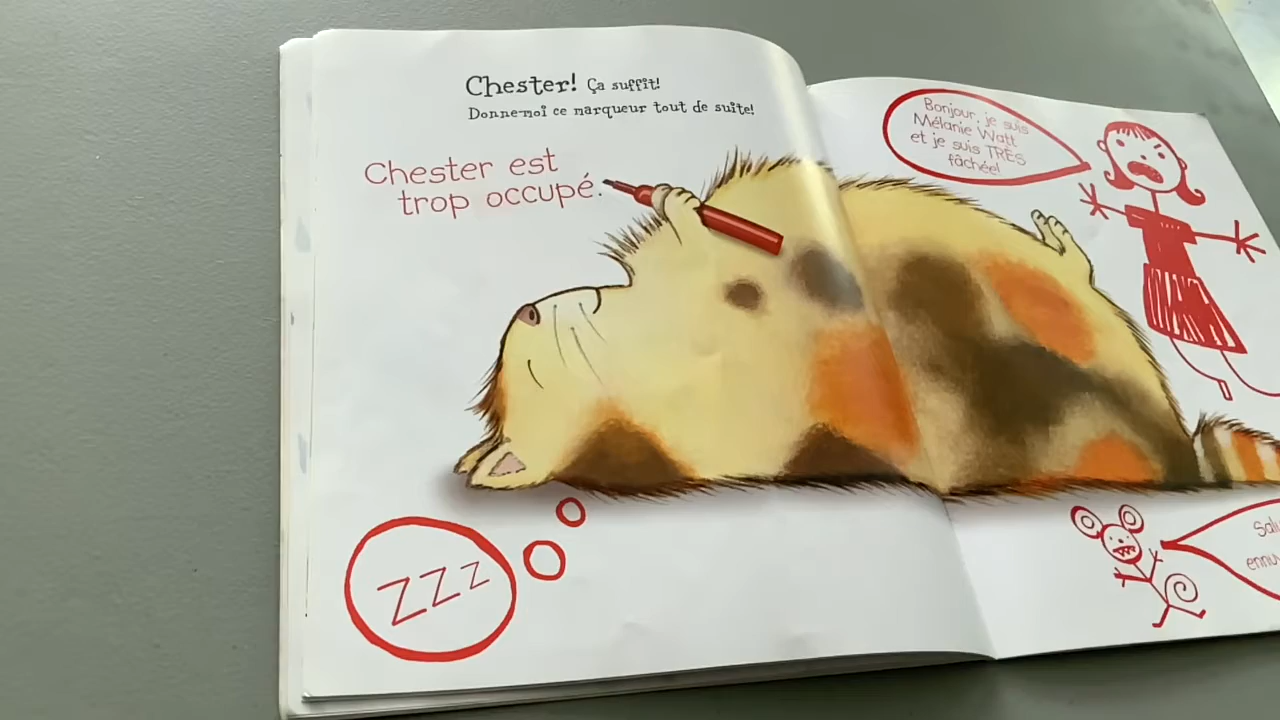 Chester! Ça suffit!
Donne-moi ce marqueur tout de suite!
Chester est
trop occupé.
Bonjour, je suis
Mélanie Watt
et je suis TRÈS
fâchée!
ZZZ